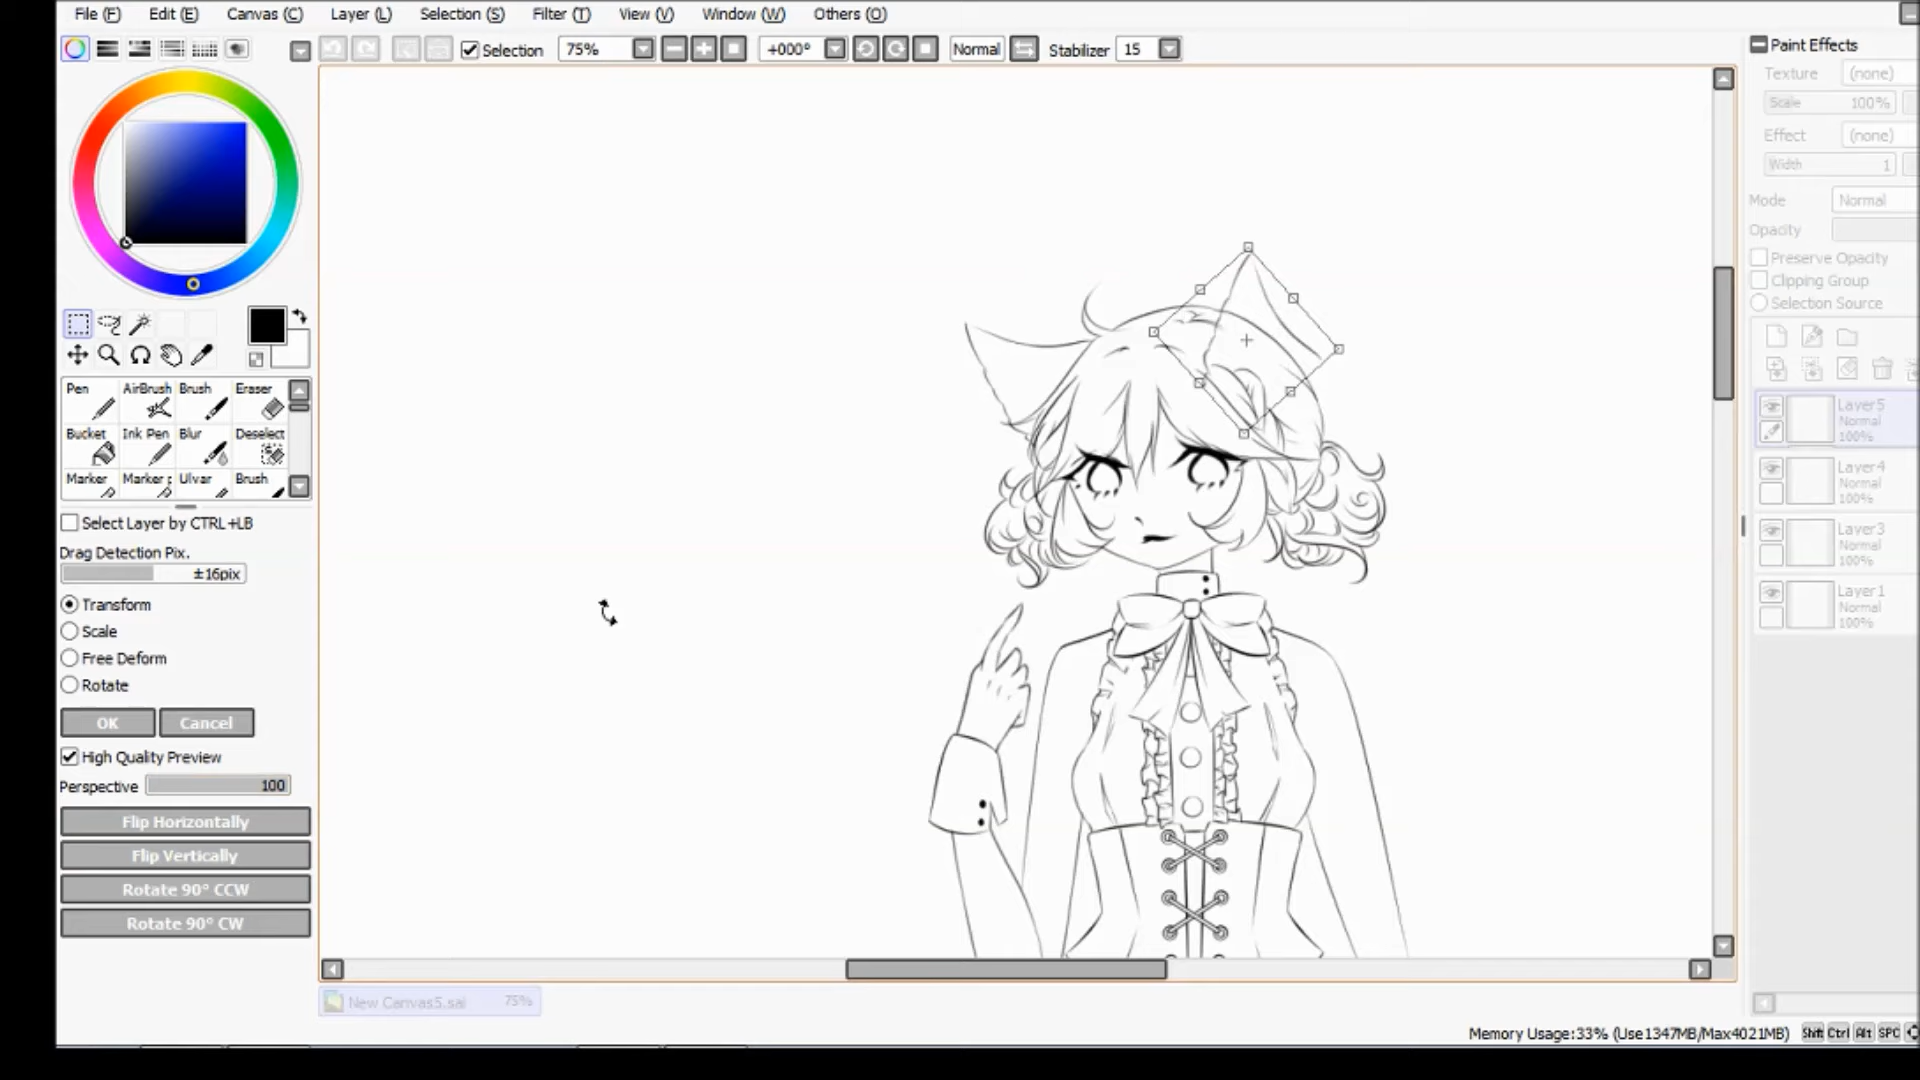 File (F) Edit (E) Canvas (C) Layer (L) Selection (S) Filter (T) View (V) Window (W) Others (O)
Selection 75% +000° Normal Stabilizer 15
Paint Effects
Texture (none)
Scale 100%
Effect (none)
Width 1
Mode Normal
Opacity
Preserve Opacity
Clipping Group
Selection Source
Pen AirBrush Brush Eraser
Bucket Ink Pen Blur Deselect
Marker Marker p Ulvar Brush
Select Layer by CTRL+LB
Drag Detection Pix.
±16pix
Transform
Scale
Free Deform
Rotate
OK Cancel
High Quality Preview
Perspective 100
Flip Horizontally
Flip Vertically
Rotate 90° CCW
Rotate 90° CW
Layer5
Normal
100%
Layer4
Normal
100%
Layer3
Normal
100%
Layer1
Normal
100%
New Canvas5.sai 75%
Memory Usage:33% (Use1347MB/Max4021MB) Shift Ctrl Alt SPC